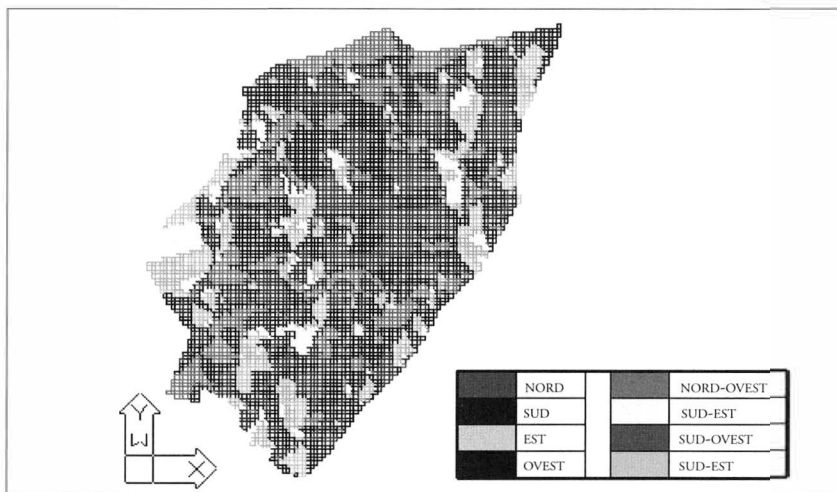 NORD NORD-OVEST
SUD SUD-EST
EST SUD-OVEST
OVEST SUD-EST
Y
W
X